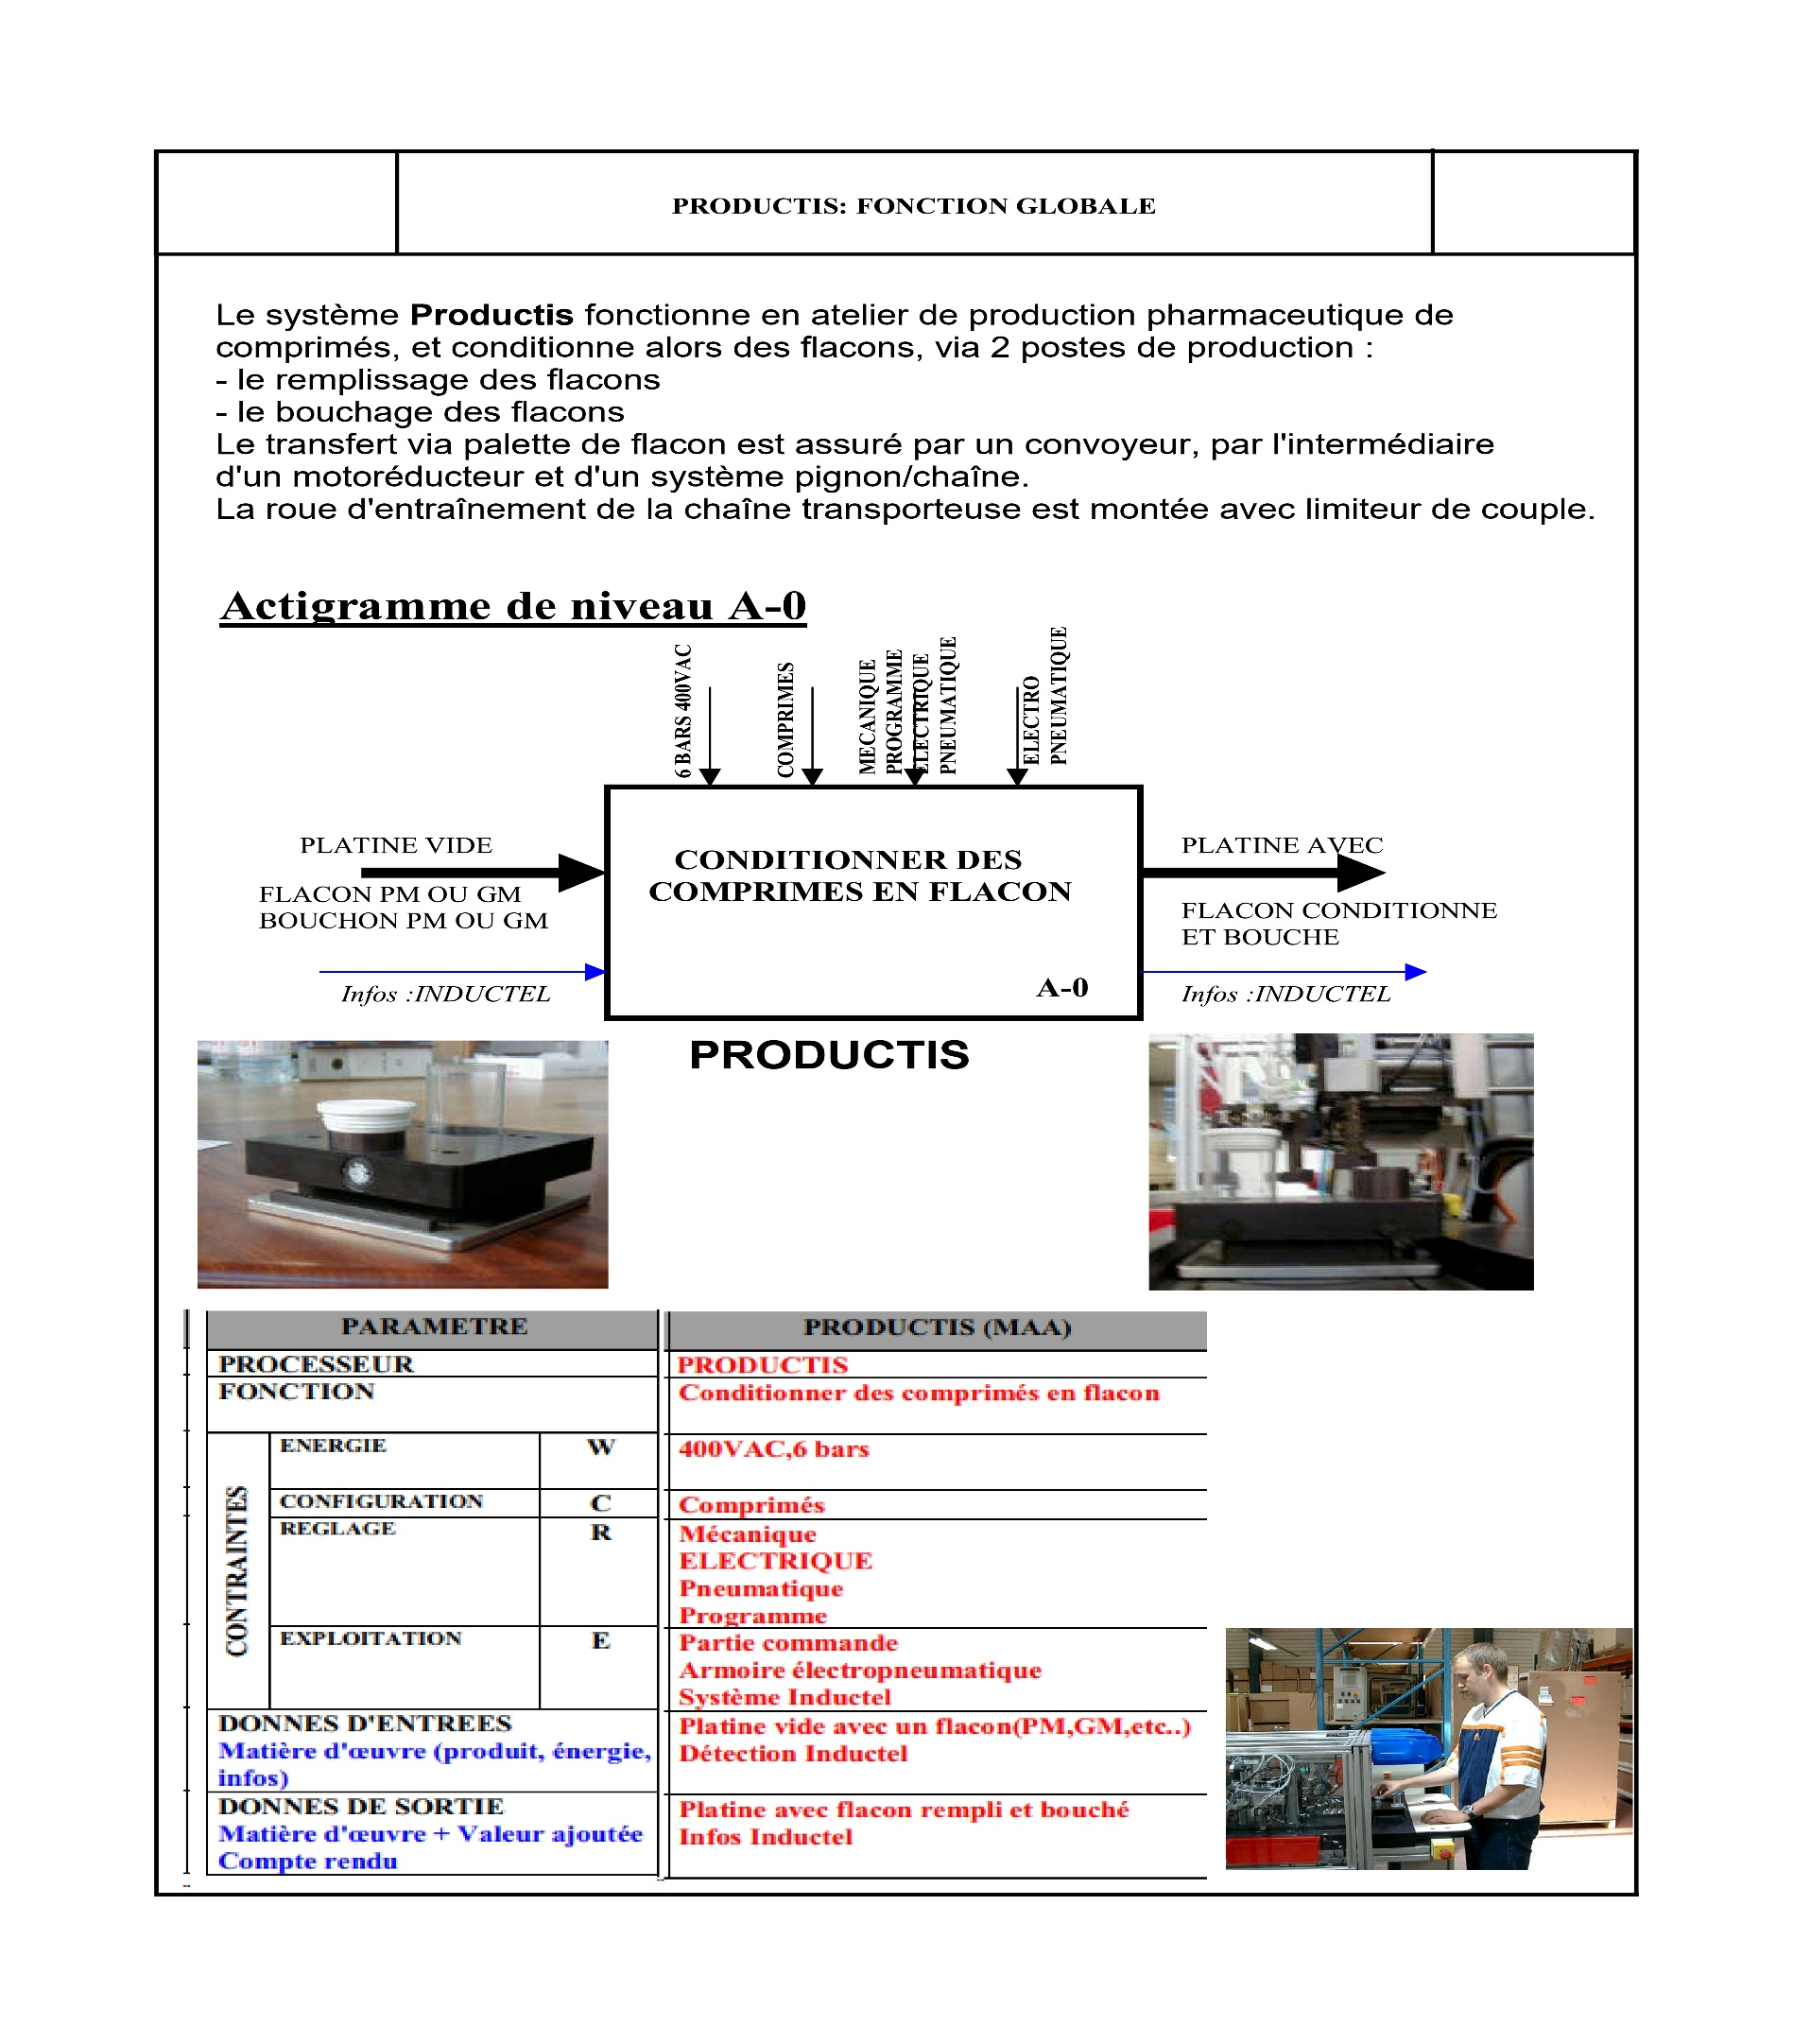 PRODUCTIS: FONCTION GLOBALE
Le système Productis fonctionne en atelier de production pharmaceutique de
comprimés, et conditionne alors des flacons, via 2 postes de production :
- le remplissage des flacons
- le bouchage des flacons
Le transfert via palette de flacon est assuré par un convoyeur, par l'intermédiaire
d'un motoréducteur et d'un système pignon/chaîne.
La roue d'entraînement de la chaîne transporteuse est montée avec limiteur de couple.
Actigramme de niveau A-0
6 BARS 400VAC
COMPRIMES
MECANIQUE
PROGRAMME
ELECTRIQUE
PNEUMATIQUE
ELECTRO
PNEUMATIQUE
PLATINE VIDE
FLACON PM OU GM
BOUCHON PM OU GM
Infos :INDUCTEL
CONDITIONNER DES
COMPRIMES EN FLACON
A-0
PLATINE AVEC
FLACON CONDITIONNE
ET BOUCHE
Infos :INDUCTEL
PRODUCTIS
PARAMETRE
PRODUCTIS (MAA)
PROCESSEUR
PRODUCTIS
FONCTION
Conditionner des comprimés en flacon
CONTRAINTES
ENERGIE
W
400VAC,6 bars
CONFIGURATION
C
Comprimés
REGLAGE
R
Mécanique
ELECTRIQUE
Pneumatique
Programme
EXPLOITATION
E
Partie commande
Armoire électropneumatique
Système Inductel
DONNES D'ENTREES
Matière d'œuvre (produit, énergie,
infos)
Platine vide avec un flacon(PM,GM,etc..)
Détection Inductel
DONNES DE SORTIE
Matière d'œuvre + Valeur ajoutée
Compte rendu
Platine avec flacon rempli et bouché
Infos Inductel